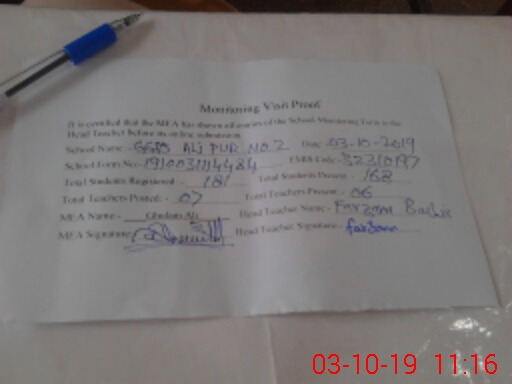 Monitoring Visit Proof
It is certified that the MEA has shown all entries of the School Monitoring Form to the
Head Teacher before its online submission.
School Name:- GGPS ALi PUR NO.2 Date: 03-10-2019
School Form No:- EMIS Code:- 32310197
Total Students Registered:- 181 Total Students Present:- 168
Total Teachers Posted:- 07 Total Teachers Present:- 06
MEA Name:- Ghulam Ali Head Teacher Name:- Farzana
MEA Signature: Head Teacher Signature:- farzana
03-10-19 11:16